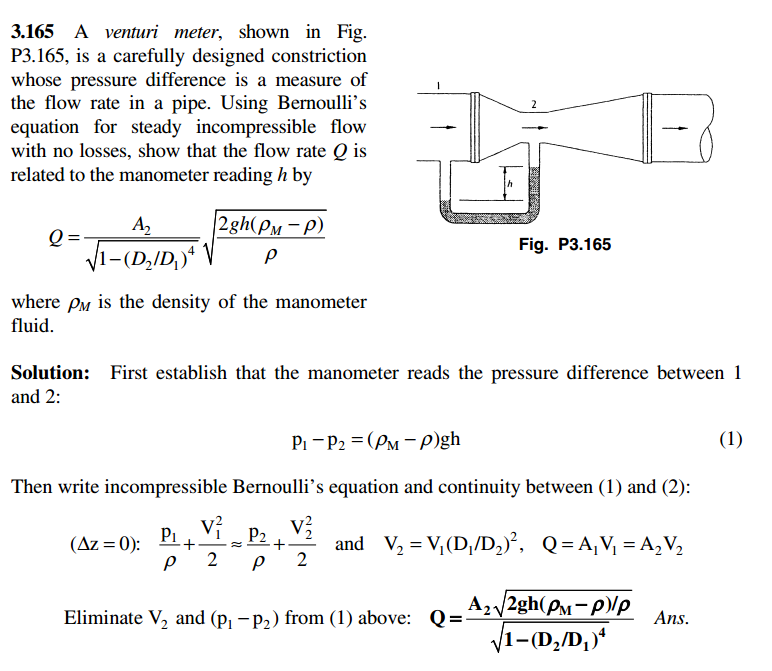 3.165 A venturi meter, shown in Fig.
P3.165, is a carefully designed constriction
whose pressure difference is a measure of
the flow rate in a pipe. Using Bernoulli's
equation for steady incompressible flow
with no losses, show that the flow rate Q is
related to the manometer reading h by
Q = A₂/√(1−(D₂/D₁)⁴) √(2gh(ρM − ρ)/ρ)
where ρM is the density of the manometer
fluid.
1
2
h
Fig. P3.165
Solution: First establish that the manometer reads the pressure difference between 1
and 2:
p₁ − p₂ = (ρM − ρ)gh (1)
Then write incompressible Bernoulli's equation and continuity between (1) and (2):
(Δz = 0): p₁/ρ + V₁²/2 ≈ p₂/ρ + V₂²/2 and V₂ = V₁(D₁/D₂)², Q = A₁V₁ = A₂V₂
Eliminate V₂ and (p₁ − p₂) from (1) above: Q = A₂√(2gh(ρM − ρ)/ρ)/√(1−(D₂/D₁)⁴) Ans.